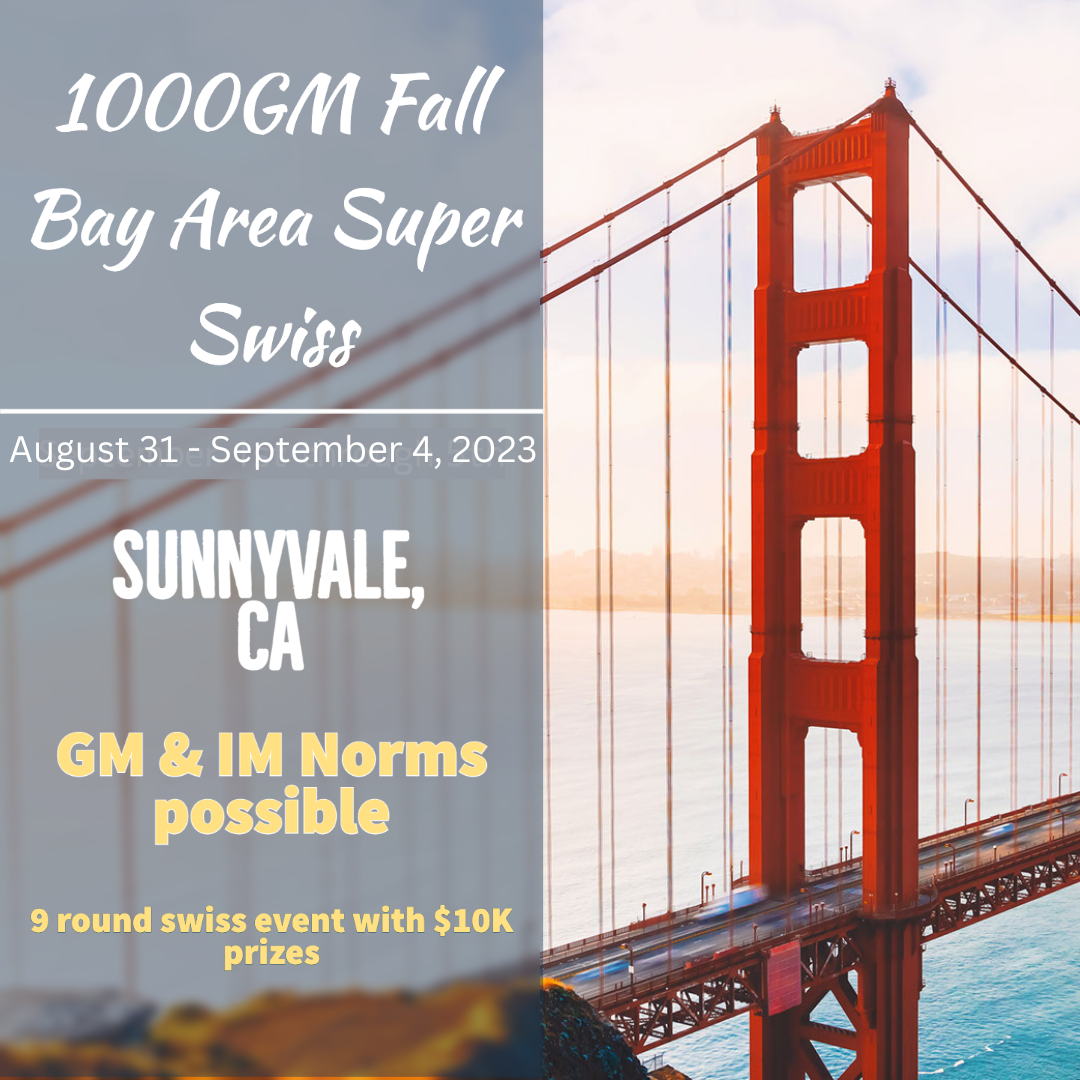 1000GM Fall
Bay Area Super
Swiss
August 31 - September 4, 2023
SUNNYVALE,
CA
GM & IM Norms
possible
9 round swiss event with $10K
prizes